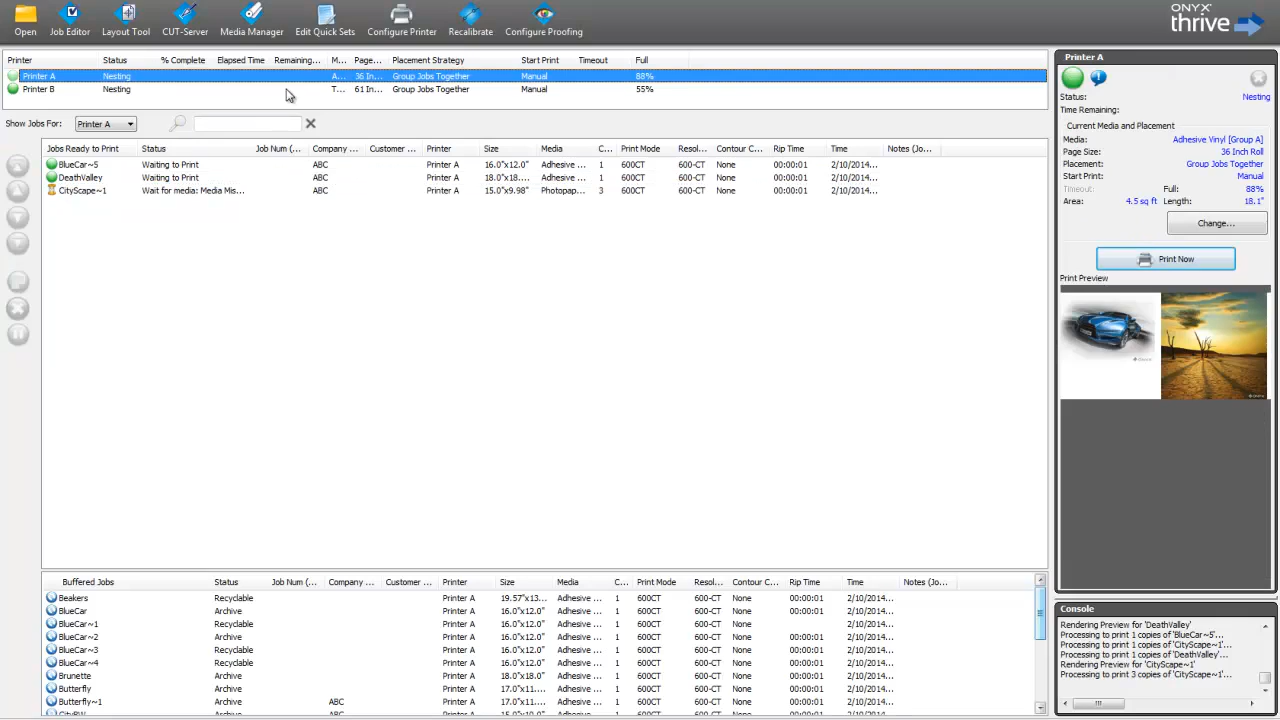 Open Job Editor Layout Tool CUT-Server Media Manager Edit Quick Sets Configure Printer Recalibrate Configure Proofing
ONYX
thrive
Printer Status % Complete Elapsed Time Remaining... M... Page... Placement Strategy Start Print Timeout Full
Printer A Nesting A... 36 In... Group Jobs Together Manual 88%
Printer B Nesting T... 61 In... Group Jobs Together Manual 55%
Show Jobs For: Printer A
Jobs Ready to Print Status Job Num (... Company ... Customer ... Printer Size Media C... Print Mode Resol... Contour C... Rip Time Time Notes (Jo...
BlueCar~5 Waiting to Print ABC Printer A 16.0"x12.0" Adhesive ... 1 600CT 600-CT None 00:00:01 2/10/2014...
DeathValley Waiting to Print ABC Printer A 18.0"x18.... Adhesive ... 1 600CT 600-CT None 00:00:01 2/10/2014...
CityScape~1 Wait for media: Media Mis... ABC Printer A 15.0"x9.98" Photopap... 3 600CT 600-CT None 00:00:01 2/10/2014...
Buffered Jobs Status Job Num (... Company ... Customer ... Printer Size Media C... Print Mode Resol... Contour C... Rip Time Time Notes (Jo...
Beakers Recyclable Printer A 19.57"x13... Adhesive ... 1 600CT 600-CT None 00:00:01 2/10/2014...
BlueCar Archive Printer A 16.0"x12.0" Adhesive ... 1 600CT 600-CT None 00:00:01 2/10/2014...
BlueCar~1 Recyclable Printer A 16.0"x12.0" Adhesive ... 1 600CT 600-CT None 2/10/2014...
BlueCar~2 Archive Printer A 16.0"x12.0" Adhesive ... 1 600CT 600-CT None 00:00:01 2/10/2014...
BlueCar~3 Recyclable Printer A 16.0"x12.0" Adhesive ... 1 600CT 600-CT None 00:00:01 2/10/2014...
BlueCar~4 Recyclable Printer A 16.0"x12.0" Adhesive ... 1 600CT 600-CT None 00:00:01 2/10/2014...
Brunette Archive Printer A 18.0"x18.0" Adhesive ... 1 600CT 600-CT None 00:00:01 2/10/2014...
Butterfly Archive Printer A 17.0"x11.... Adhesive ... 1 600CT 600-CT None 00:00:01 2/10/2014...
Butterfly~1 Archive ABC Printer A 17.0"x11.... Adhesive ... 1 600CT 600-CT None 00:00:01 2/10/2014...
Printer A
Status: Nesting
Time Remaining:
Current Media and Placement
Media: Adhesive Vinyl [Group A]
Page Size: 36 Inch Roll
Placement: Group Jobs Together
Start Print: Manual
Timeout: Full: 88%
Area: 4.5 sq ft Length: 18.1"
Change...
Print Now
Print Preview
Console
Rendering Preview for 'DeathValley'
Processing to print 1 copies of 'BlueCar~5'...
Processing to print 1 copies of 'CityScape~1'...
Processing to print 1 copies of 'DeathValley'...
Rendering Preview for 'CityScape~1'
Processing to print 3 copies of 'CityScape~1'...